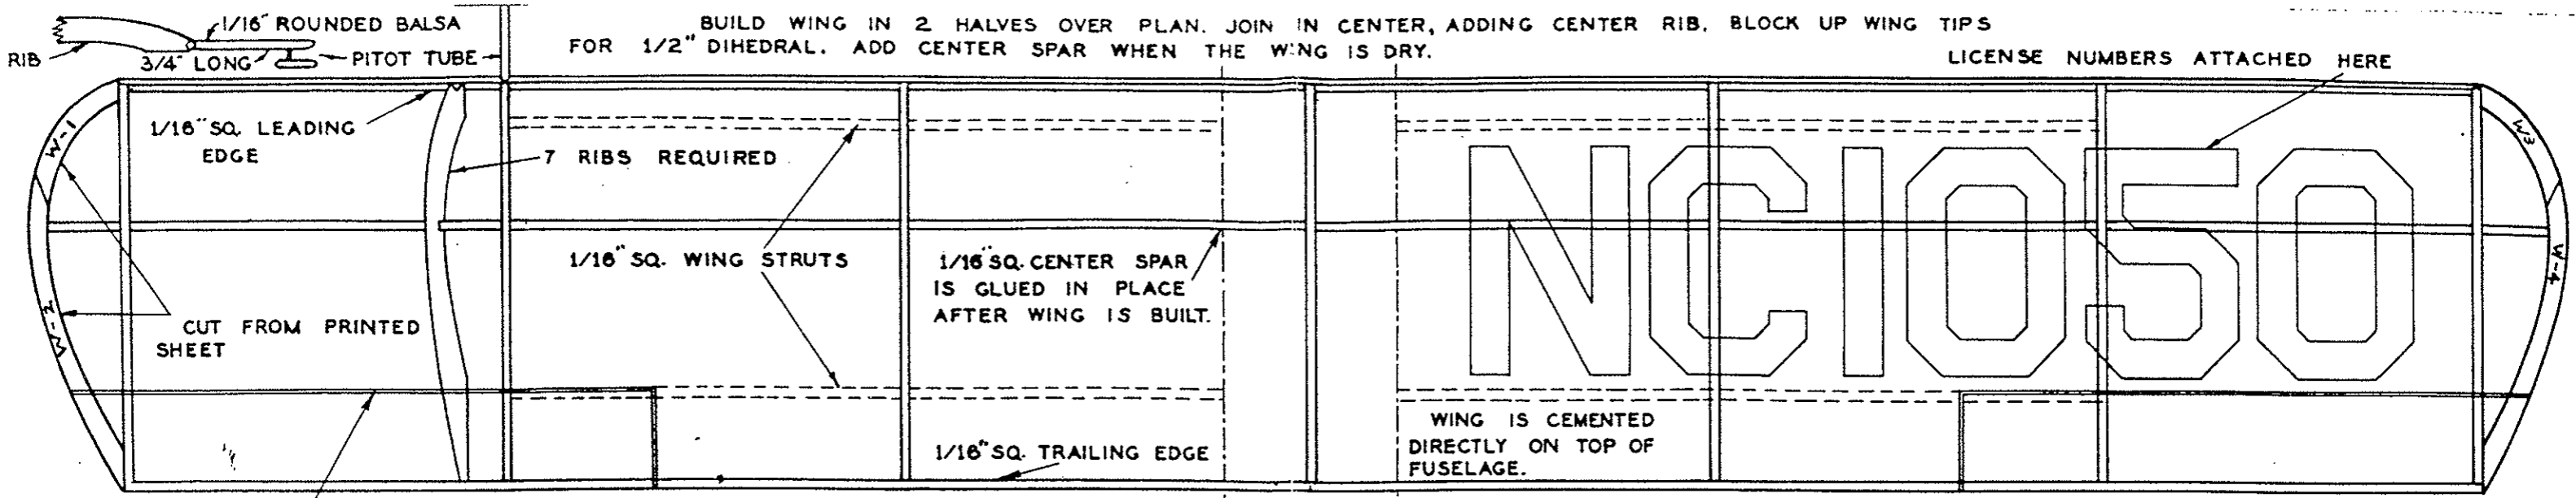 BUILD WING IN 2 HALVES OVER PLAN. JOIN IN CENTER, ADDING CENTER RIB. BLOCK UP WING TIPS
FOR 1/2" DIHEDRAL. ADD CENTER SPAR WHEN THE WING IS DRY.
1/16" ROUNDED BALSA
RIB
3/4" LONG
PITOT TUBE
LICENSE NUMBERS ATTACHED HERE
W-1
1/16" SQ. LEADING
EDGE
7 RIBS REQUIRED
W3
NC1050
1/16" SQ. WING STRUTS
1/16" SQ. CENTER SPAR
IS GLUED IN PLACE
AFTER WING IS BUILT.
W-2
W-4
CUT FROM PRINTED
SHEET
WING IS CEMENTED
DIRECTLY ON TOP OF
FUSELAGE.
1/16" SQ. TRAILING EDGE